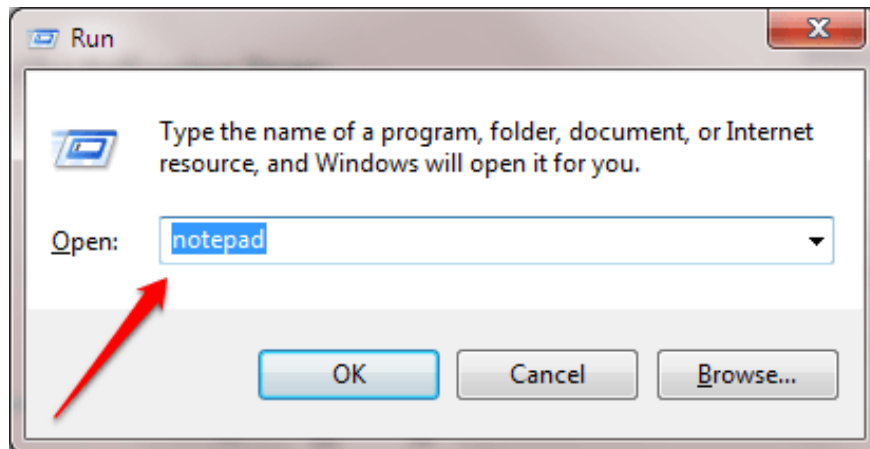 Run
Type the name of a program, folder, document, or Internet
resource, and Windows will open it for you.
Open: notepad
OK Cancel Browse...